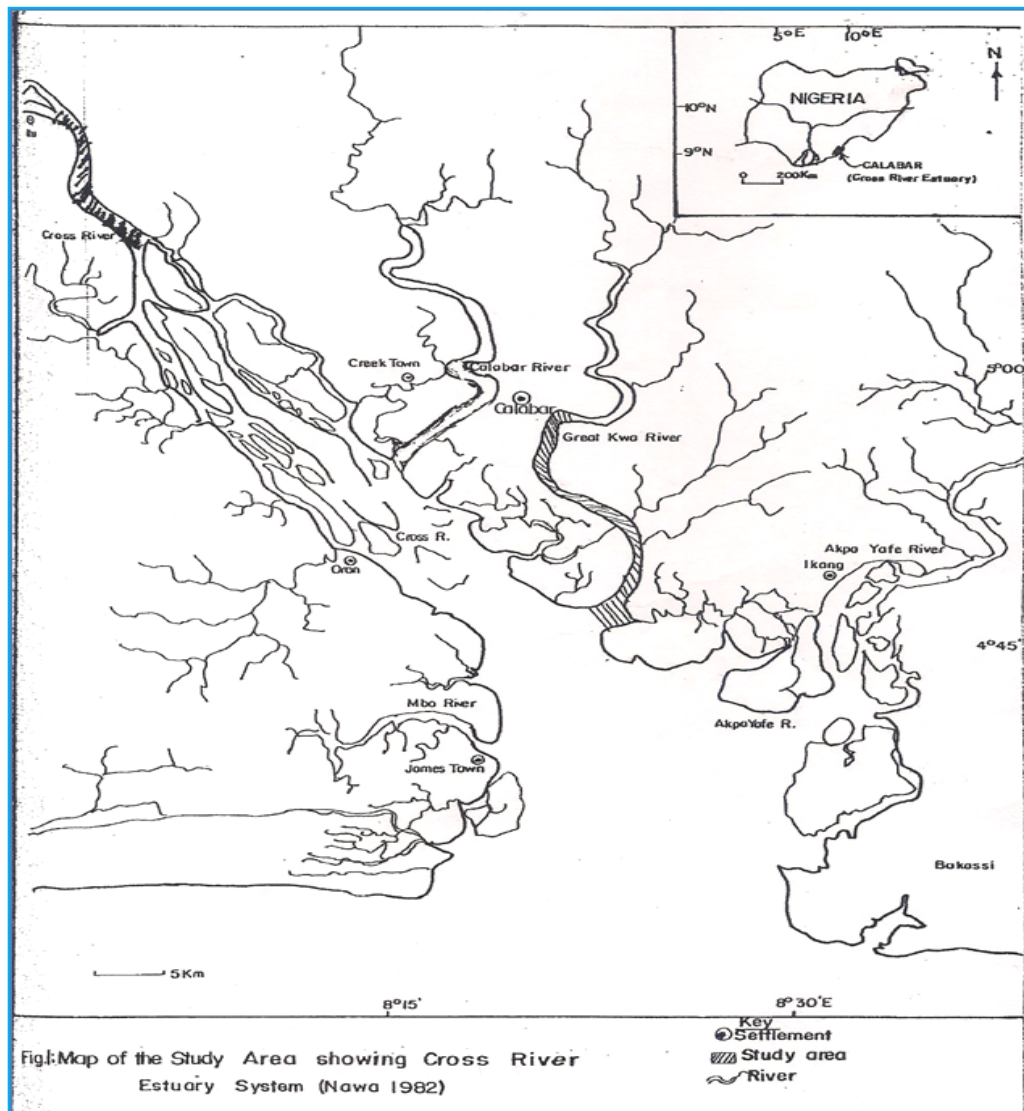 5°E 10°E
N
NIGERIA
10°N
9°N
CALABAR
(Cross River Estuary)
0 200Km
Cross River
5°00
Creek Town
Calabar River
Calabar
Great Kwa River
Cross R.
Oron
Akpa Yafe River
Ikang
4°45'
Mbo River
AkpaYafe R.
James Town
Bakassi
5Km
8°15'
8°30'E
Key
Settlement
Study area
River
Fig.1:Map of the Study Area showing Cross River
Estuary System (Nawa 1982)